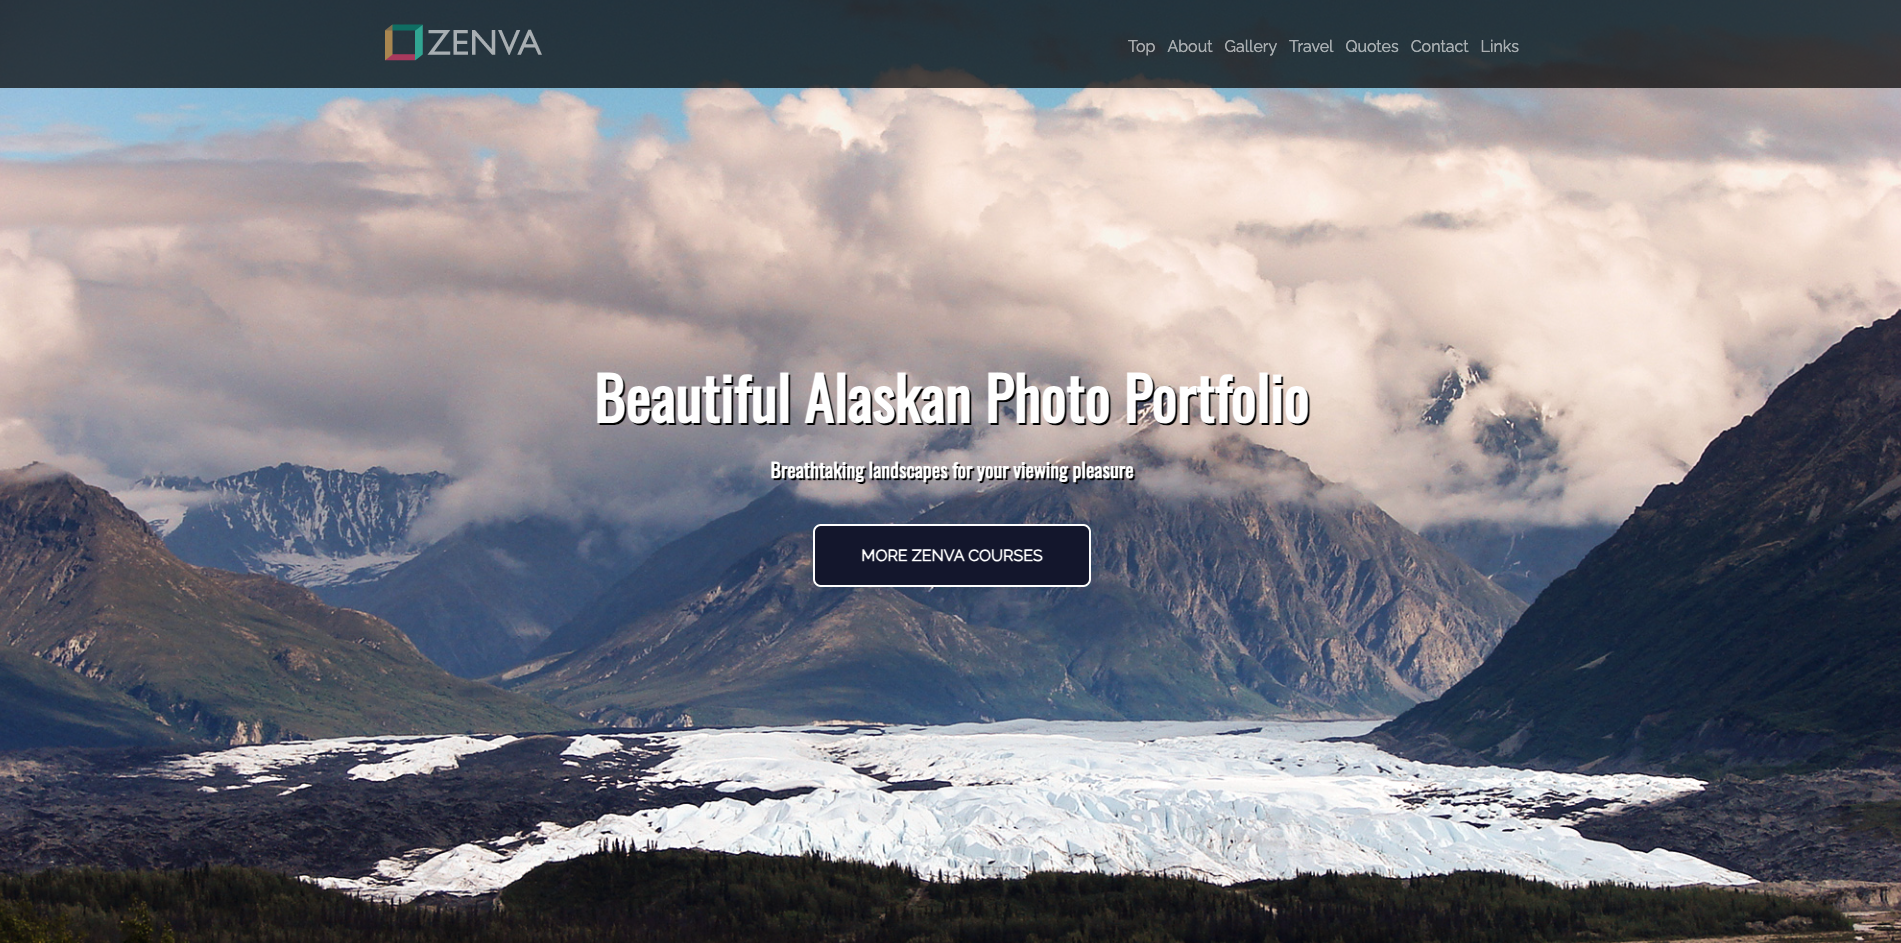 ZENVA
Top About Gallery Travel Quotes Contact Links
Beautiful Alaskan Photo Portfolio
Breathtaking landscapes for your viewing pleasure
MORE ZENVA COURSES